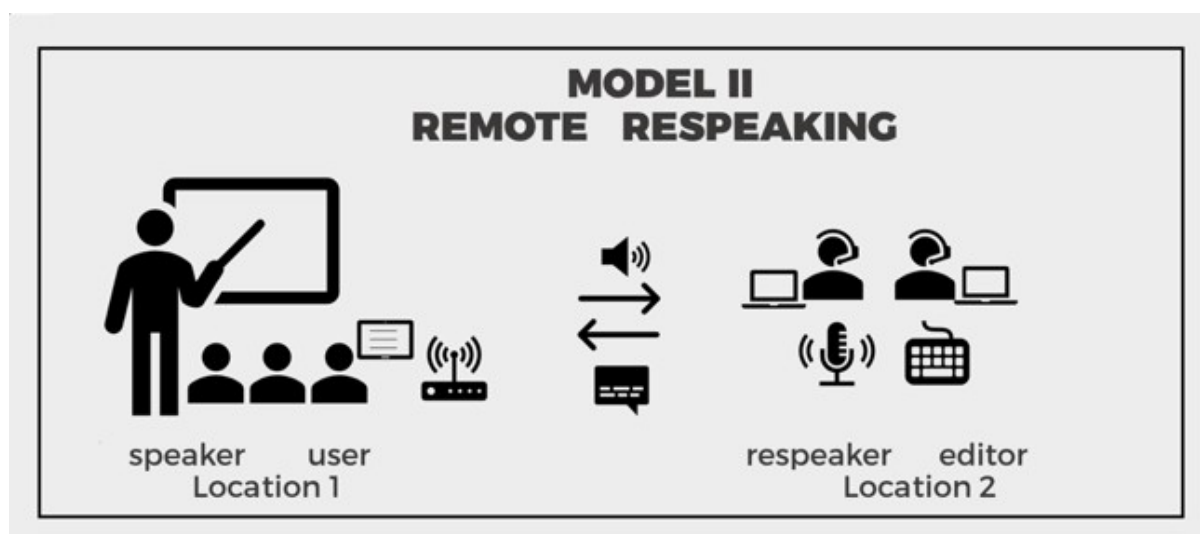 MODEL II
REMOTE RESPEAKING
speaker user
Location 1
respeaker editor
Location 2